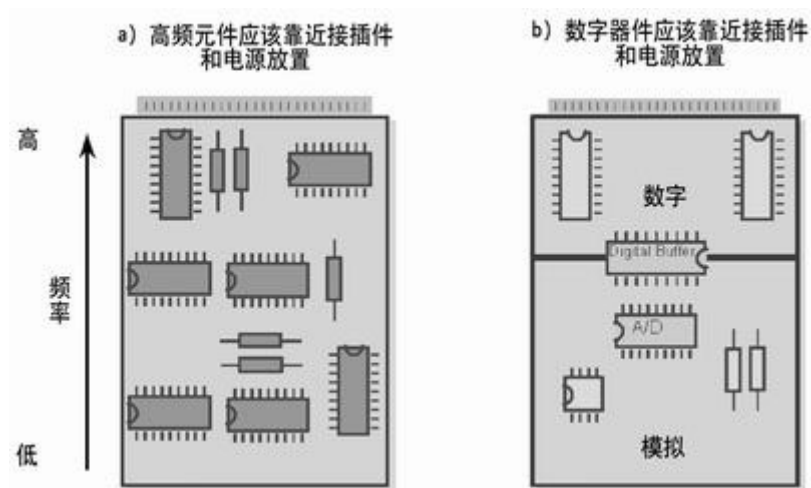 a）高频元件应该靠近接插件
和电源放置
b）数字器件应该靠近接插件
和电源放置
高
频率
低
数字
Digital Buffer
A/D
模拟